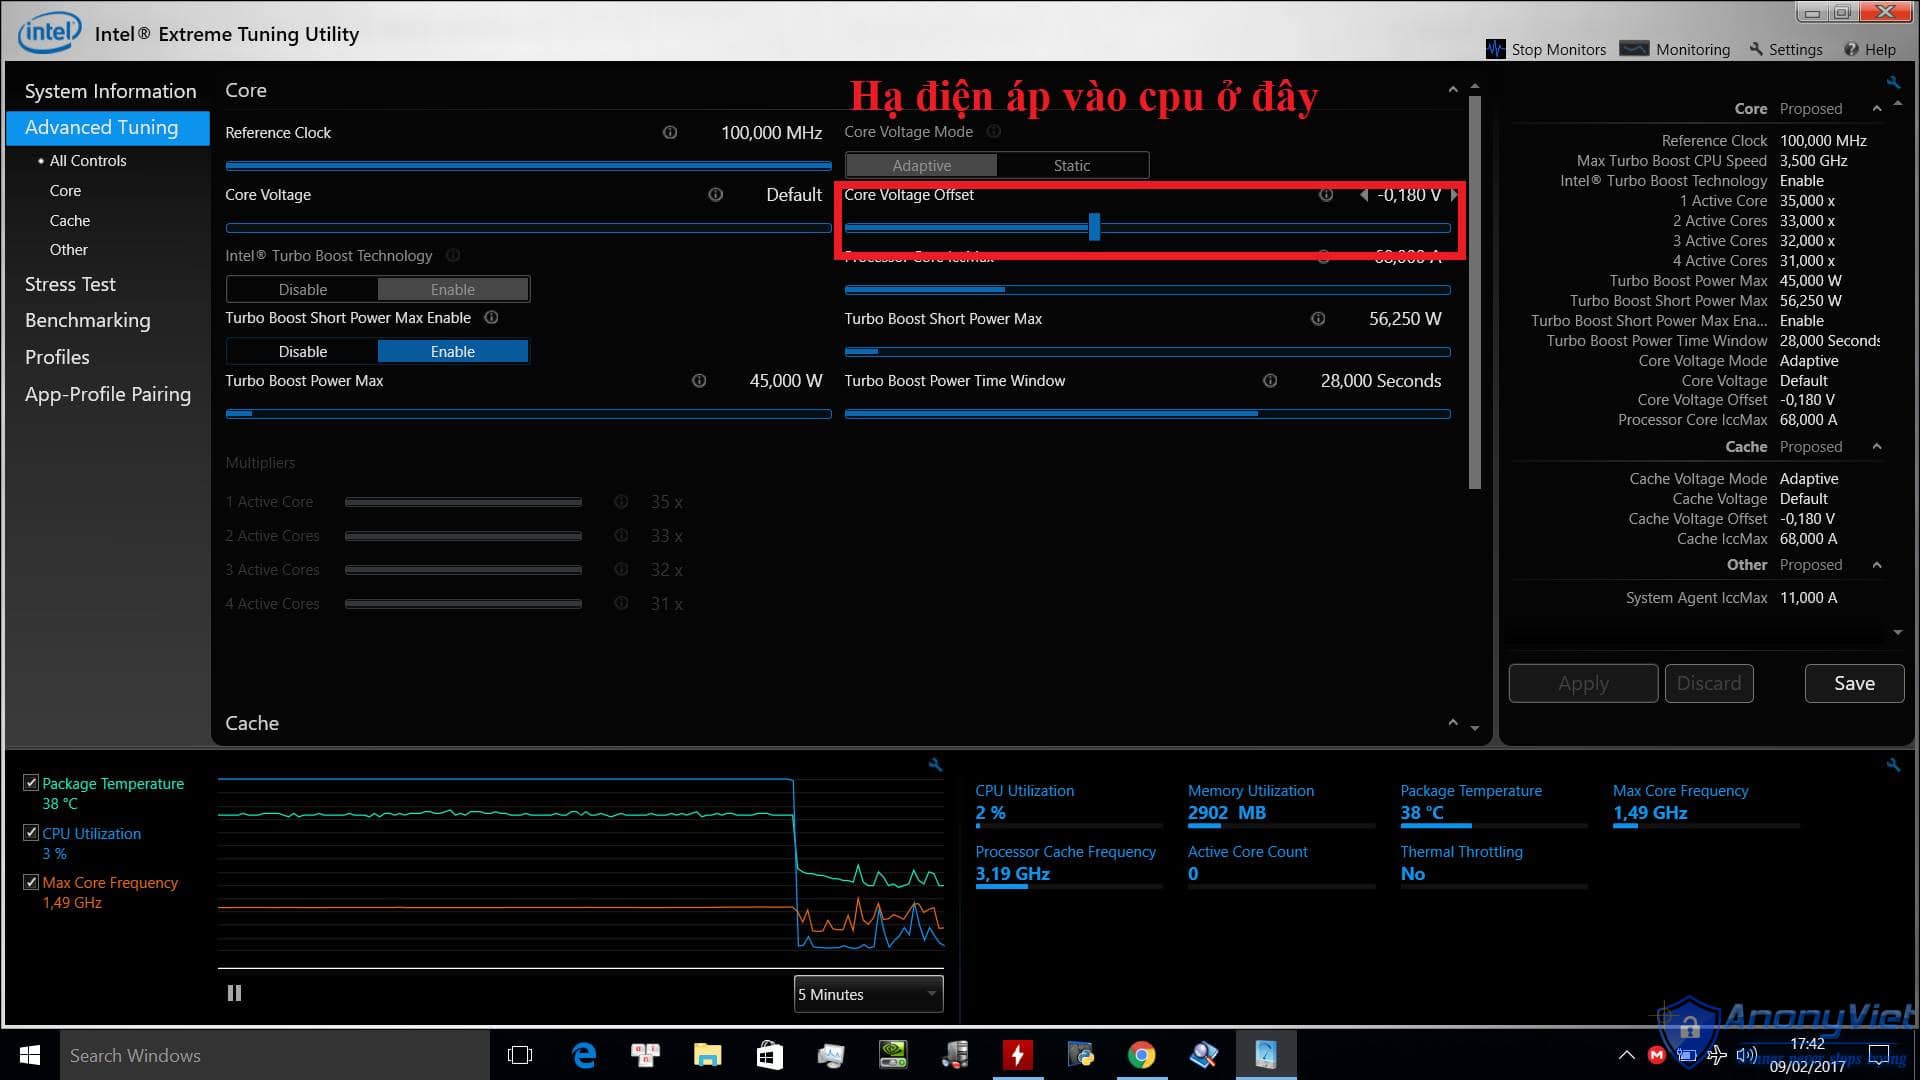 intel
Intel® Extreme Tuning Utility
Stop Monitors
Monitoring
Settings
Help
System Information
Advanced Tuning
• All Controls
Core
Cache
Other
Stress Test
Benchmarking
Profiles
App-Profile Pairing
Core
Hạ điện áp vào cpu ở đây
Reference Clock
100,000 MHz
Core Voltage Mode
Adaptive
Static
Core Voltage
Default
Core Voltage Offset
-0,180 V
Intel® Turbo Boost Technology
Disable
Enable
Processor Core IccMax
68,000 A
Turbo Boost Short Power Max Enable
Disable
Enable
Turbo Boost Short Power Max
56,250 W
Turbo Boost Power Max
45,000 W
Turbo Boost Power Time Window
28,000 Seconds
Multipliers
1 Active Core
35 x
2 Active Cores
33 x
3 Active Cores
32 x
4 Active Cores
31 x
Cache
Core Proposed
Reference Clock 100,000 MHz
Max Turbo Boost CPU Speed 3,500 GHz
Intel® Turbo Boost Technology Enable
1 Active Core 35,000 x
2 Active Cores 33,000 x
3 Active Cores 32,000 x
4 Active Cores 31,000 x
Turbo Boost Power Max 45,000 W
Turbo Boost Short Power Max 56,250 W
Turbo Boost Short Power Max Ena... Enable
Turbo Boost Power Time Window 28,000 Seconds
Core Voltage Mode Adaptive
Core Voltage Default
Core Voltage Offset -0,180 V
Processor Core IccMax 68,000 A
Cache Proposed
Cache Voltage Mode Adaptive
Cache Voltage Default
Cache Voltage Offset -0,180 V
Cache IccMax 68,000 A
Other Proposed
System Agent IccMax 11,000 A
Apply
Discard
Save
Package Temperature
38 °C
CPU Utilization
3 %
Max Core Frequency
1,49 GHz
5 Minutes
CPU Utilization
2 %
Memory Utilization
2902 MB
Package Temperature
38 °C
Max Core Frequency
1,49 GHz
Processor Cache Frequency
3,19 GHz
Active Core Count
0
Thermal Throttling
No
AnonyViet
Search Windows
17:42
09/02/2017